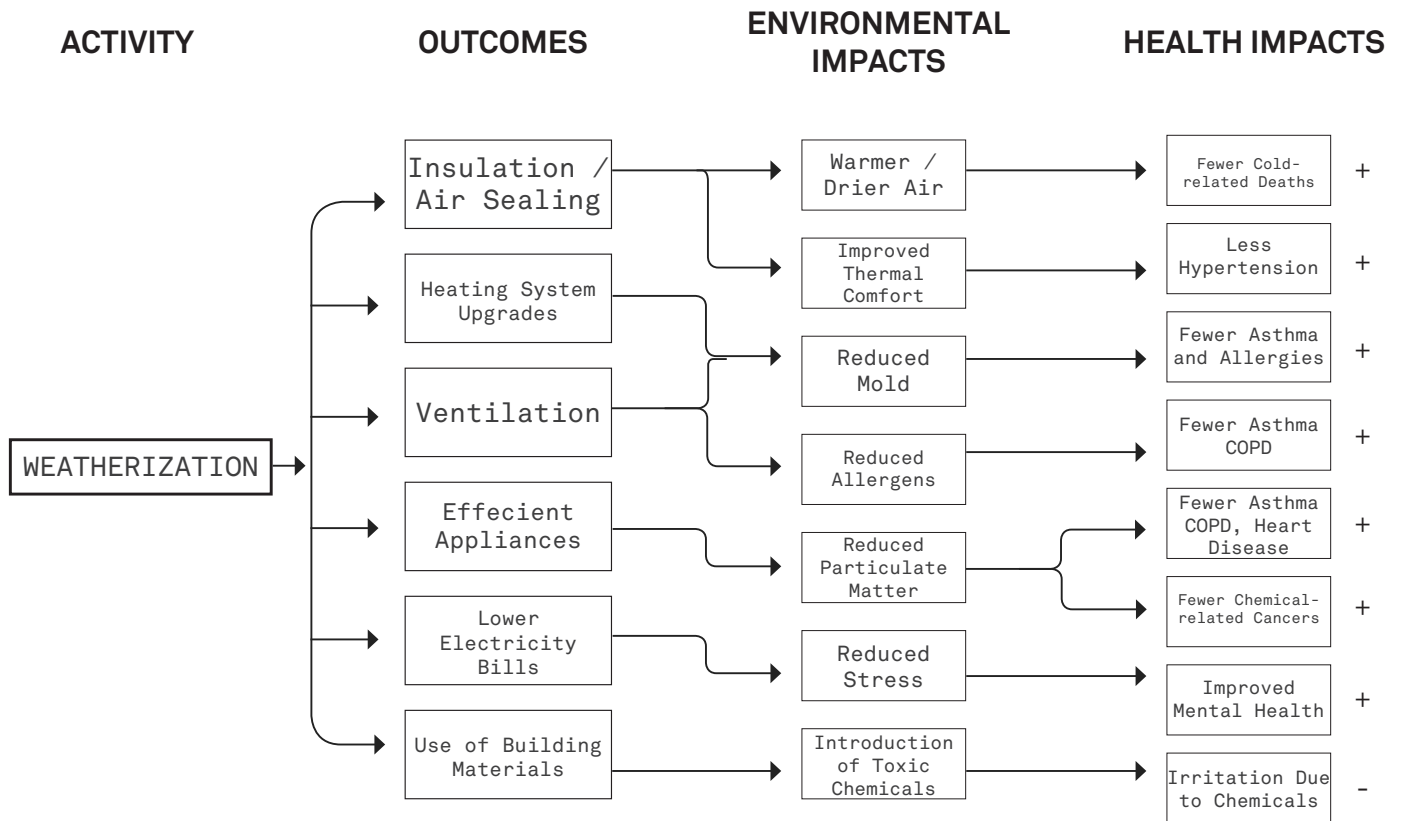 ACTIVITY
OUTCOMES
ENVIRONMENTAL
IMPACTS
HEALTH IMPACTS
WEATHERIZATION
Insulation /
Air Sealing
Heating System
Upgrades
Ventilation
Effecient
Appliances
Lower
Electricity
Bills
Use of Building
Materials
Warmer /
Drier Air
Improved
Thermal
Comfort
Reduced
Mold
Reduced
Allergens
Reduced
Particulate
Matter
Reduced
Stress
Introduction
of Toxic
Chemicals
Fewer Cold-
related Deaths
+
Less
Hypertension
+
Fewer Asthma
and Allergies
+
Fewer Asthma
COPD
+
Fewer Asthma
COPD, Heart
Disease
+
Fewer Chemical-
related Cancers
+
Improved
Mental Health
+
Irritation Due
to Chemicals
-